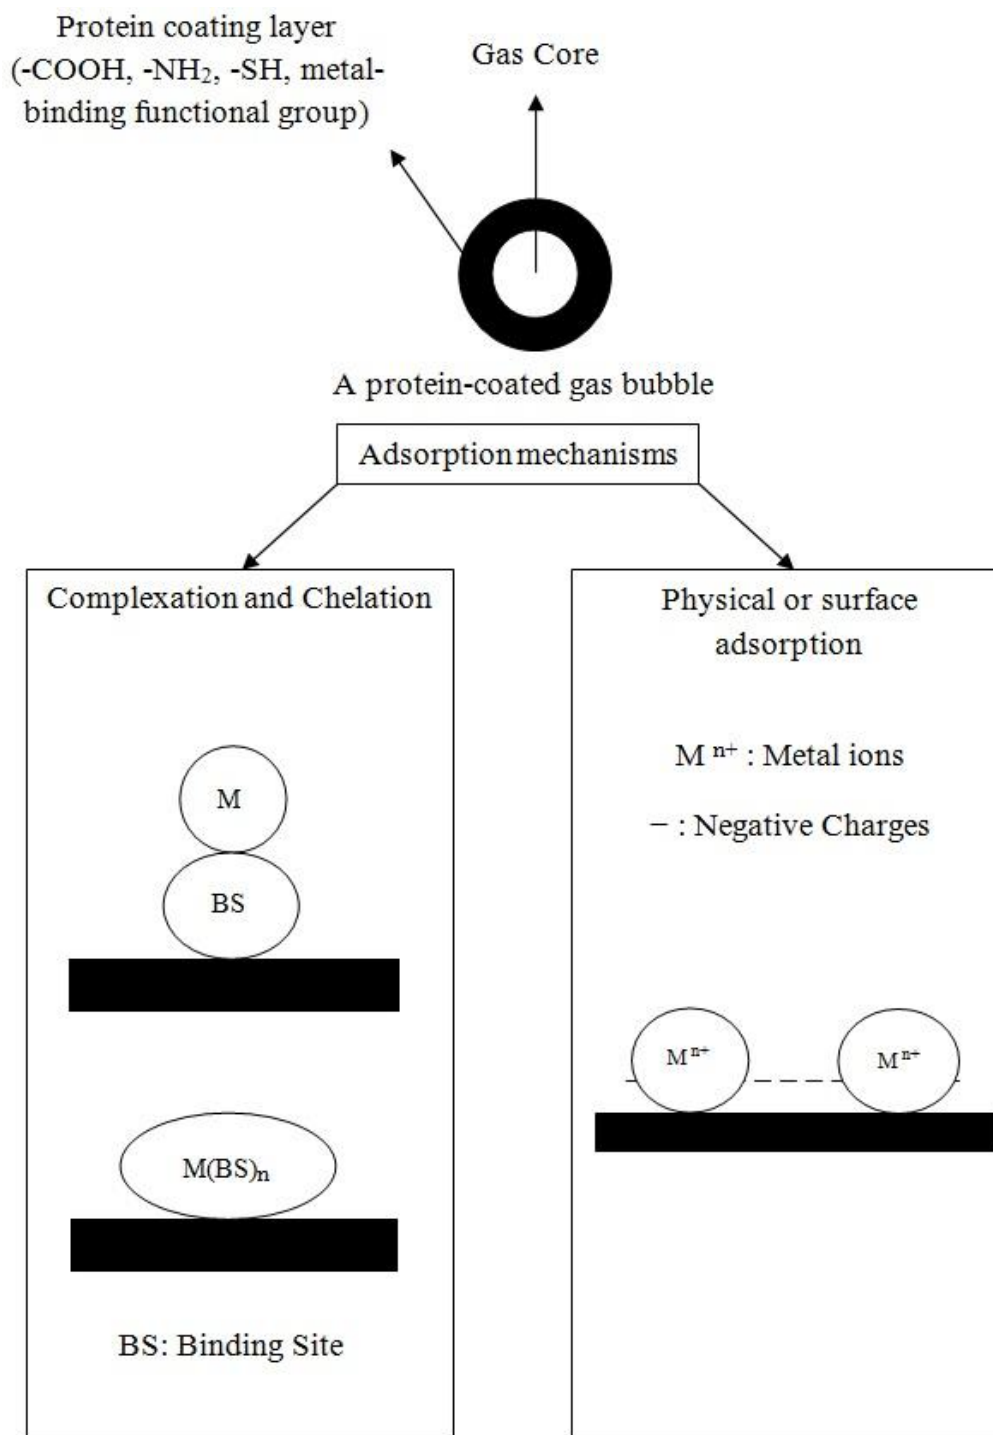 Protein coating layer
(-COOH, -NH₂, -SH, metal-
binding functional group)
Gas Core
A protein-coated gas bubble
Adsorption mechanisms
Complexation and Chelation
M
BS
M(BS)ₙ
BS: Binding Site
Physical or surface
adsorption
M ⁿ⁺ : Metal ions
− : Negative Charges
Mⁿ⁺
Mⁿ⁺